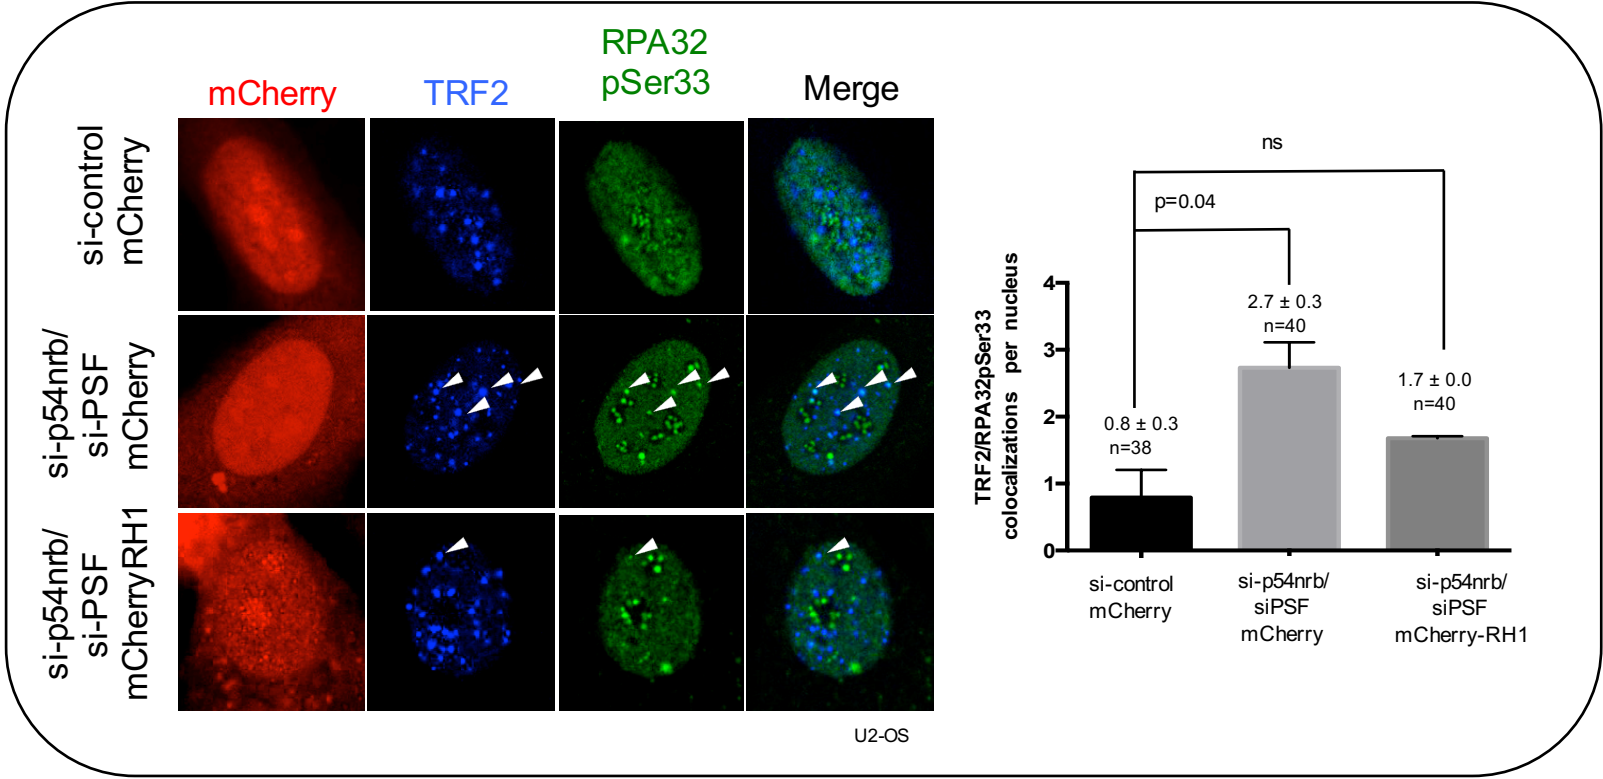 mCherry
TRF2
RPA32
pSer33
Merge
si-control
mCherry
si-p54nrb/
si-PSF
mCherry
si-p54nrb/
si-PSF
mCherryRH1
U2-OS
ns
p=0.04
TRF2/RPA32pSer33
colocalizations per nucleus
4
3
2
1
0
0.8 ± 0.3
n=38
2.7 ± 0.3
n=40
1.7 ± 0.0
n=40
si-control
mCherry
si-p54nrb/
siPSF
mCherry
si-p54nrb/
siPSF
mCherry-RH1